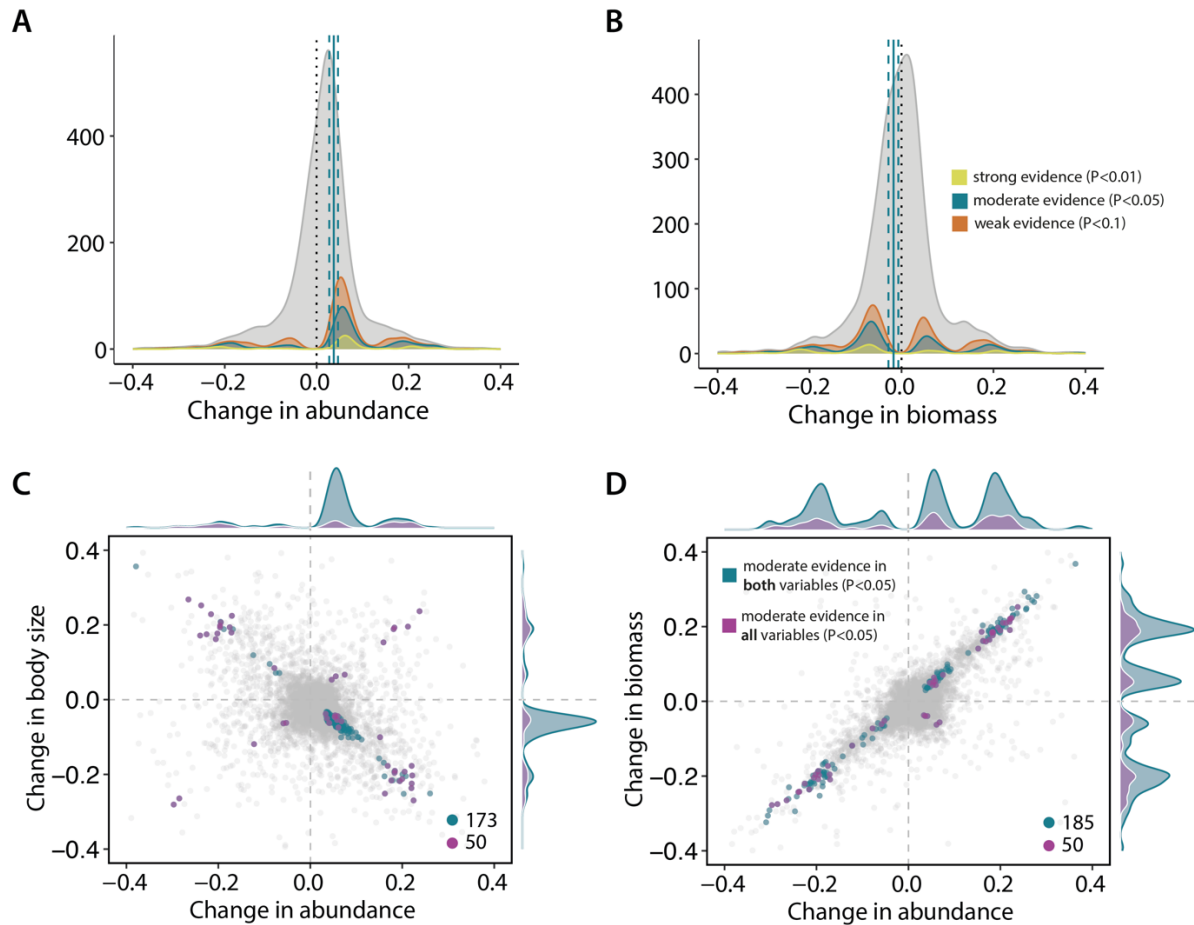 A
400
200
0
−0.4
−0.2
0.0
0.2
0.4
Change in abundance
B
400
300
200
100
0
−0.4
−0.2
0.0
0.2
0.4
Change in biomass
strong evidence (P<0.01)
moderate evidence (P<0.05)
weak evidence (P<0.1)
C
Change in body size
0.4
0.2
0.0
−0.2
−0.4
−0.4
−0.2
0.0
0.2
0.4
Change in abundance
173
50
D
Change in biomass
0.4
0.2
0.0
−0.2
−0.4
−0.4
−0.2
0.0
0.2
0.4
Change in abundance
moderate evidence in
both variables (P<0.05)
moderate evidence in
all variables (P<0.05)
185
50